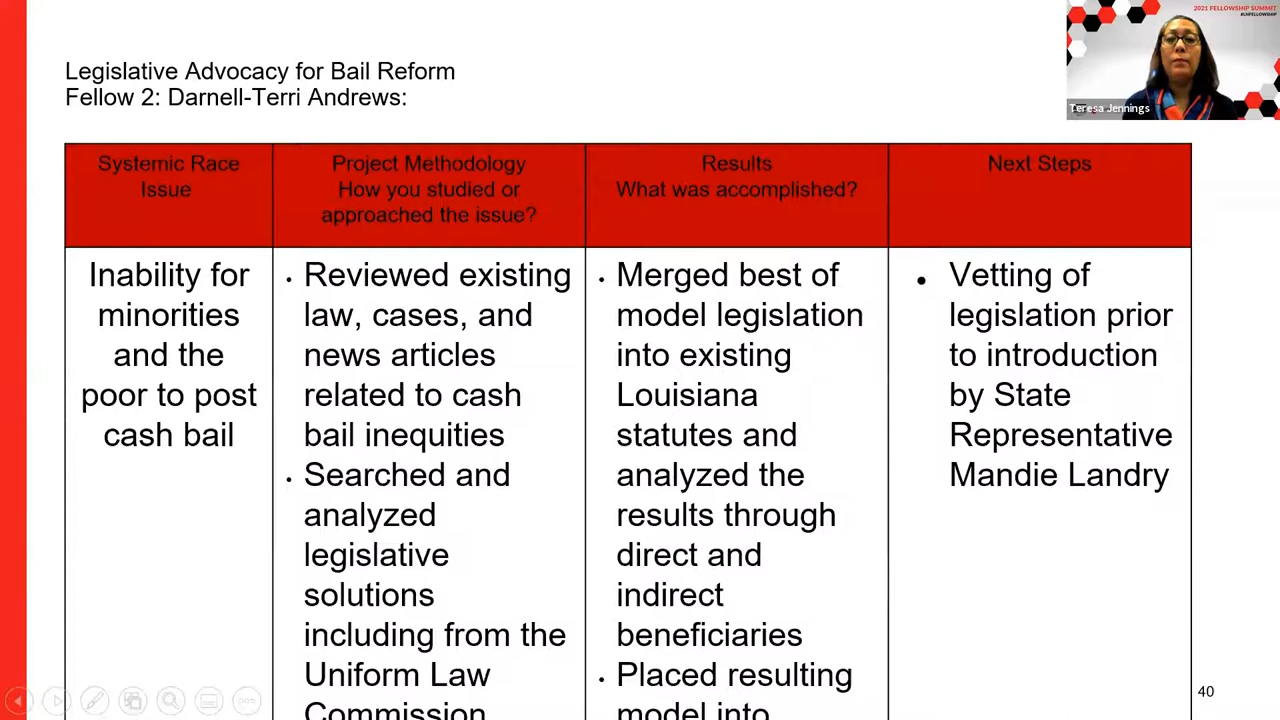 2021 FELLOWSHIP SUMMIT
#LNFELLOWSHIP
Teresa Jennings
Legislative Advocacy for Bail Reform
Fellow 2: Darnell-Terri Andrews:
Systemic Race
Issue
Project Methodology
How you studied or
approached the issue?
Results
What was accomplished?
Next Steps
Inability for
minorities
and the
poor to post
cash bail
• Reviewed existing
law, cases, and
news articles
related to cash
bail inequities
• Searched and
analyzed
legislative
solutions
including from the
Uniform Law
Commission
• Merged best of
model legislation
into existing
Louisiana
statutes and
analyzed the
results through
direct and
indirect
beneficiaries
• Placed resulting
model into
• Vetting of
legislation prior
to introduction
by State
Representative
Mandie Landry
40